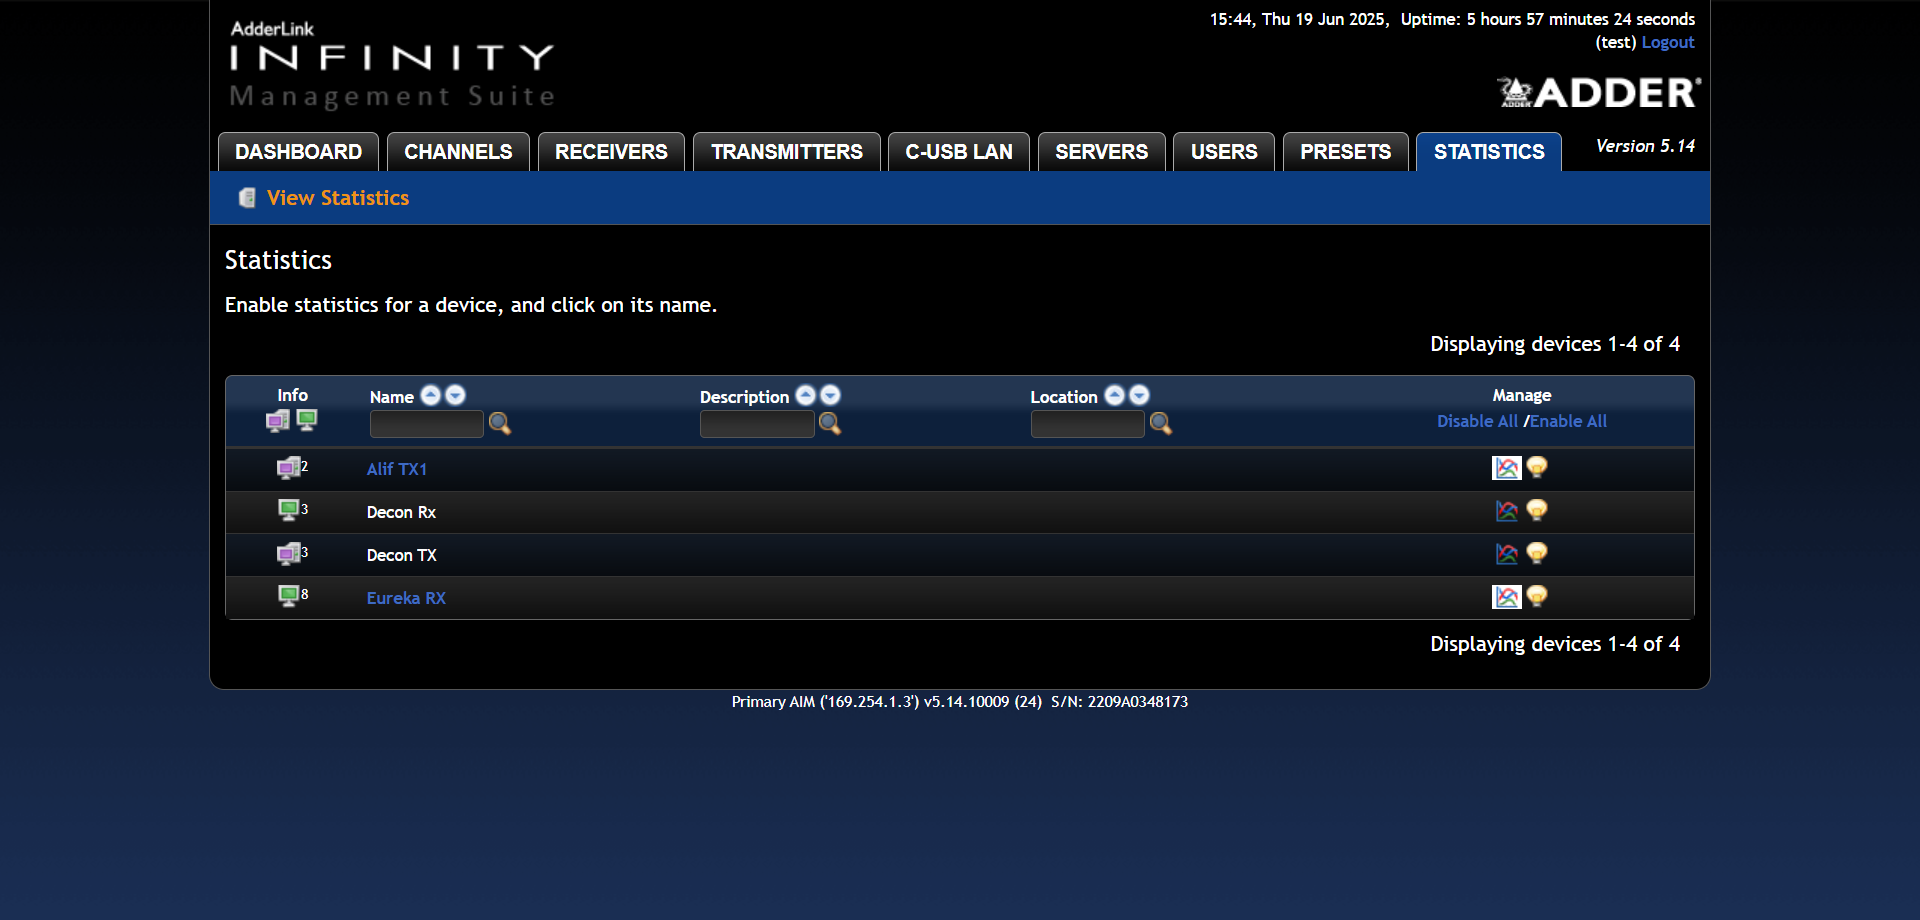 AdderLink
INFINITY
Management Suite
15:44, Thu 19 Jun 2025, Uptime: 5 hours 57 minutes 24 seconds
(test) Logout
ADDER ADDER®
DASHBOARD CHANNELS RECEIVERS TRANSMITTERS C-USB LAN SERVERS USERS PRESETS STATISTICS Version 5.14
View Statistics
Statistics
Enable statistics for a device, and click on its name.
Displaying devices 1-4 of 4
Info Name Description Location Manage
Disable All /Enable All
2 Alif TX1
3 Decon Rx
3 Decon TX
8 Eureka RX
Displaying devices 1-4 of 4
Primary AIM ('169.254.1.3') v5.14.10009 (24) S/N: 2209A0348173